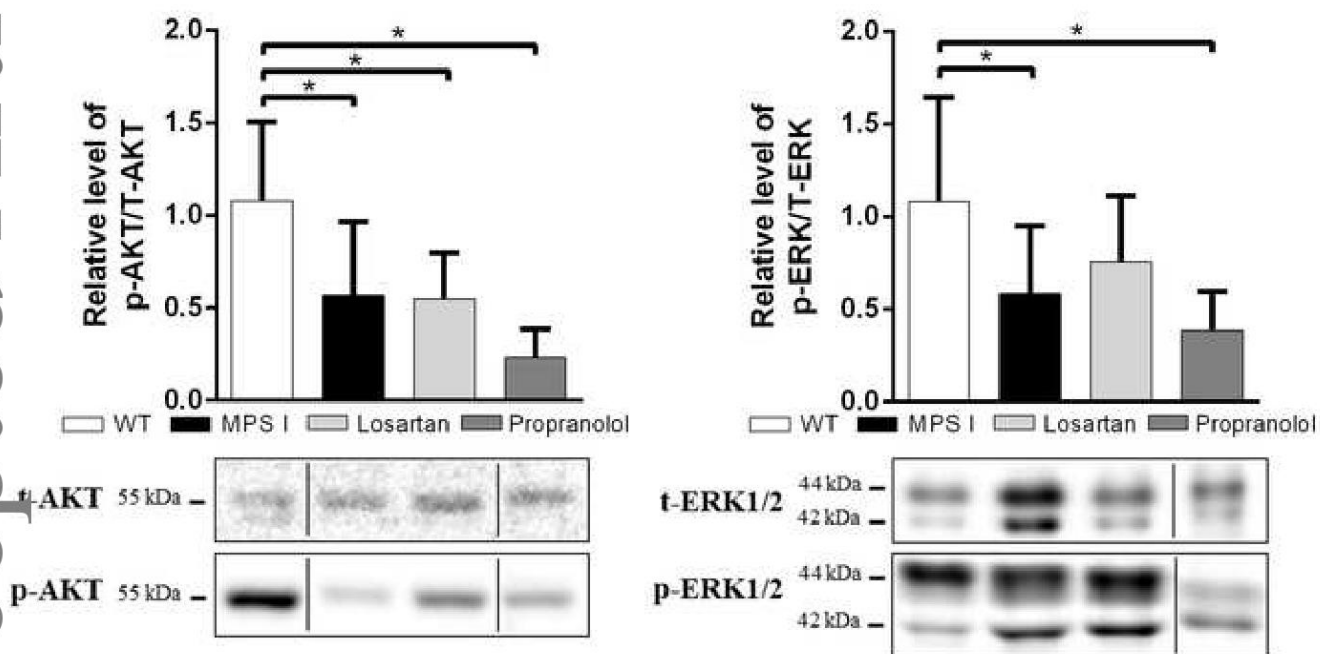 Relative level of
p-AKT/T-AKT
2.0
1.5
1.0
0.5
0.0
*
*
*
WT MPS I Losartan Propranolol
t-AKT 55 kDa
p-AKT 55 kDa
Relative level of
p-ERK/T-ERK
2.0
1.5
1.0
0.5
0.0
*
*
WT MPS I Losartan Propranolol
t-ERK1/2 44 kDa
42 kDa
p-ERK1/2 44 kDa
42 kDa